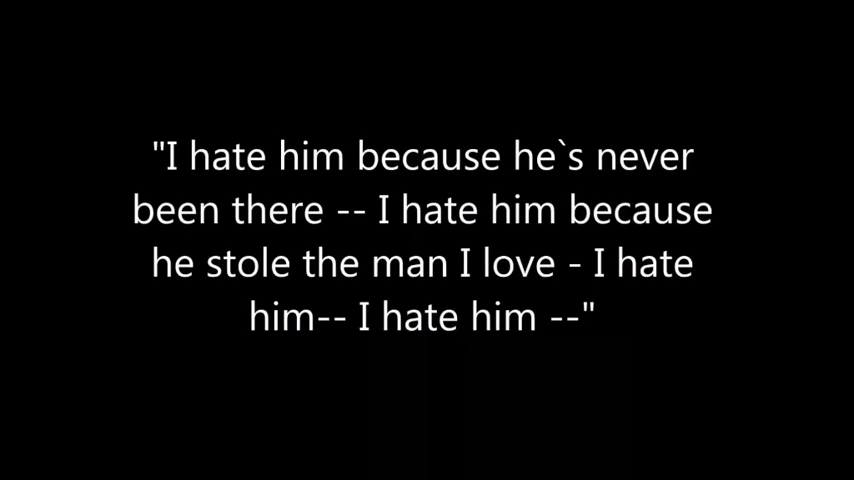 "I hate him because he`s never
been there -- I hate him because
he stole the man I love - I hate
him-- I hate him --"